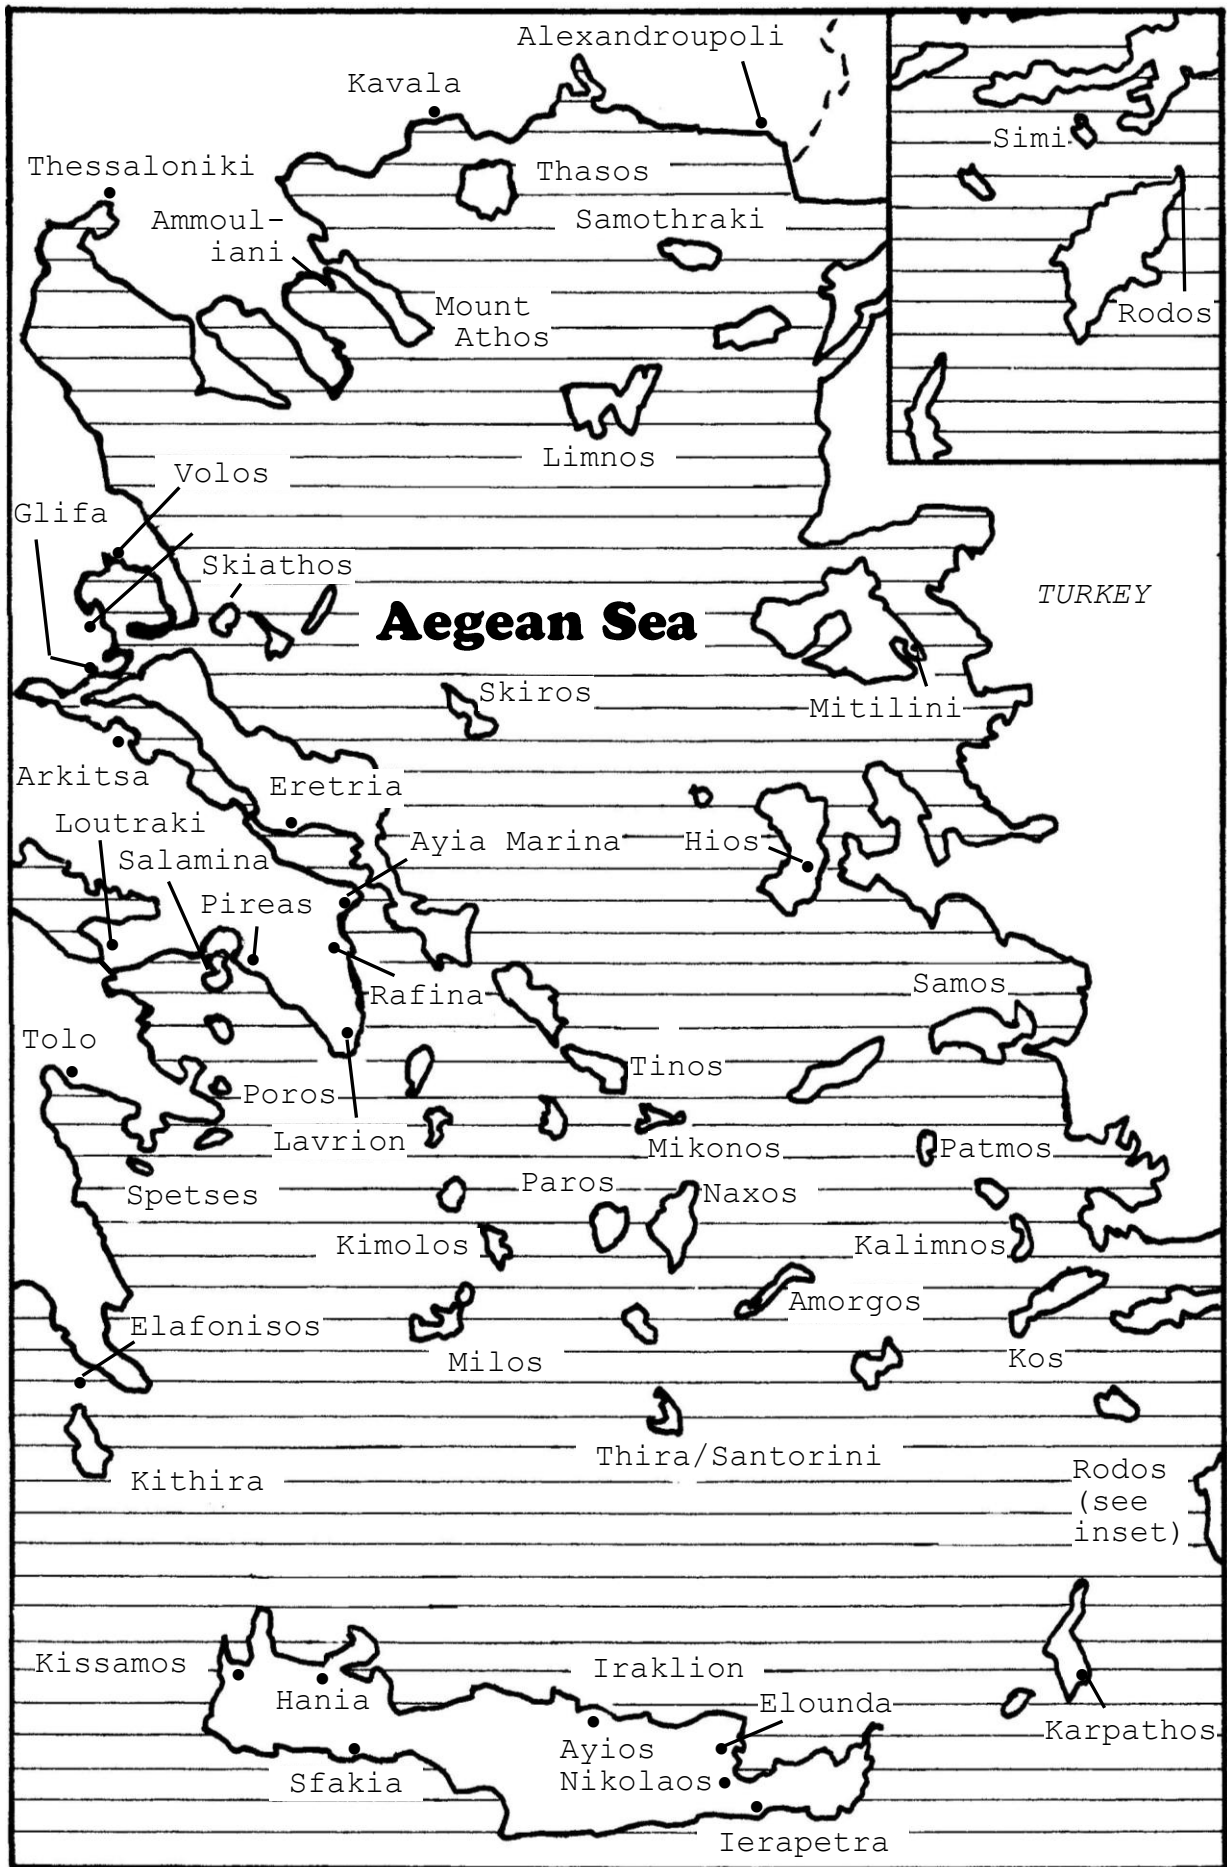 Alexandroupoli
Kavala
Thessaloniki
Thasos
Simi
Ammoul-
iani
Samothraki
Mount
Athos
Rodos
Limnos
Volos
Glifa
Skiathos
TURKEY
Aegean Sea
Skiros
Mitilini
Arkitsa
Eretria
Loutraki
Ayia Marina
Hios
Salamina
Pireas
Rafina
Samos
Tolo
Tinos
Poros
Lavrion
Mikonos
Patmos
Spetses
Paros
Naxos
Kimolos
Kalimnos
Amorgos
Elafonisos
Milos
Kos
Thira/Santorini
Kithira
Rodos
(see
inset)
Kissamos
Iraklion
Hania
Elounda
Karpathos
Ayios
Nikolaos
Sfakia
Ierapetra